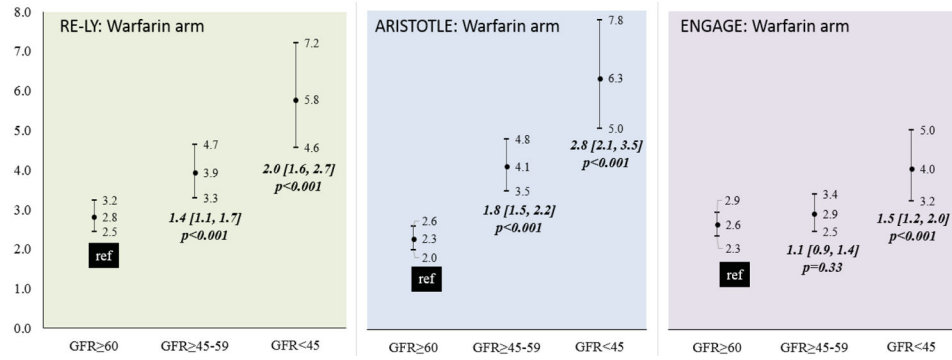 8.0
7.0
6.0
5.0
4.0
3.0
2.0
1.0
0.0
RE-LY: Warfarin arm
3.2
2.8
2.5
ref
4.7
3.9
3.3
1.4 [1.1, 1.7]
p<0.001
7.2
5.8
4.6
2.0 [1.6, 2.7]
p<0.001
GFR≥60
GFR≥45-59
GFR<45
ARISTOTLE: Warfarin arm
2.6
2.3
2.0
ref
4.8
4.1
3.5
1.8 [1.5, 2.2]
p<0.001
7.8
6.3
5.0
2.8 [2.1, 3.5]
p<0.001
GFR≥60
GFR≥45-59
GFR<45
ENGAGE: Warfarin arm
2.9
2.6
2.3
ref
3.4
2.9
2.5
1.1 [0.9, 1.4]
p=0.33
5.0
4.0
3.2
1.5 [1.2, 2.0]
p<0.001
GFR≥60
GFR≥45-59
GFR<45